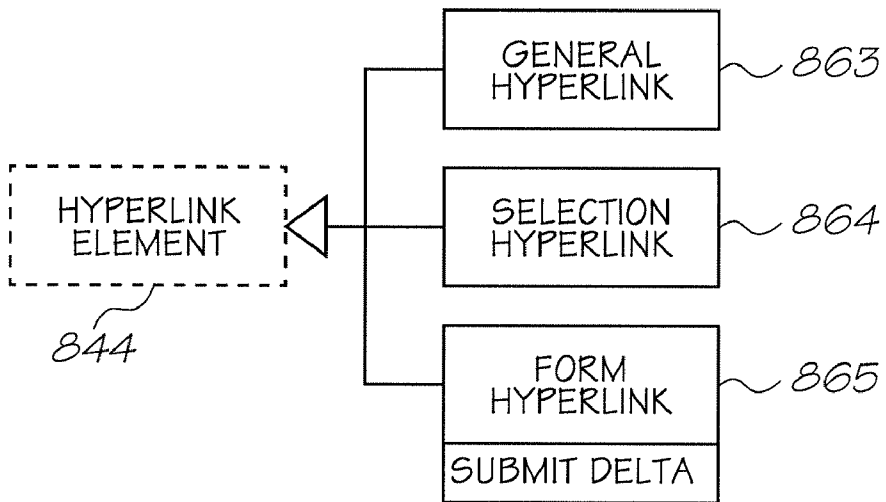 GENERAL
HYPERLINK
863
HYPERLINK
ELEMENT
844
SELECTION
HYPERLINK
864
FORM
HYPERLINK
865
SUBMIT DELTA